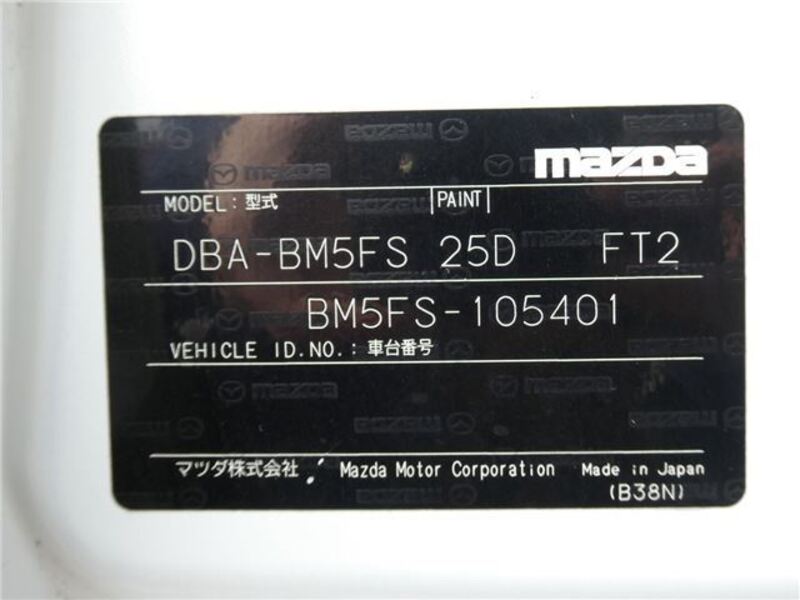 mazda
MODEL: 型式 PAINT
DBA-BM5FS 25D FT2
BM5FS-105401
VEHICLE ID.NO.: 車台番号
マツダ株式会社 Mazda Motor Corporation Made in Japan
(B38N)